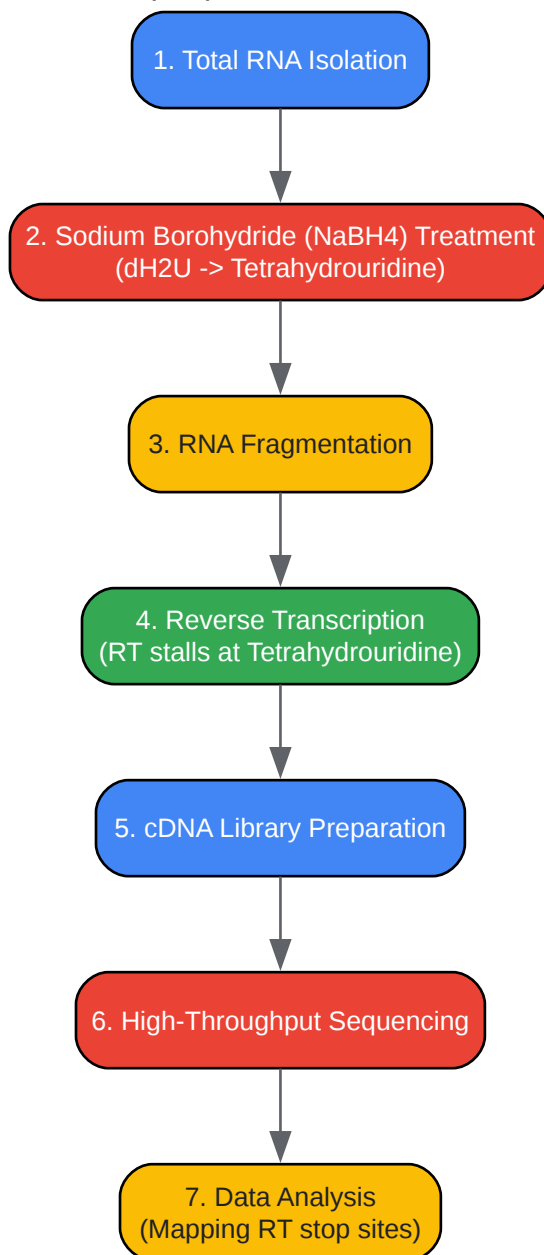 1. Total RNA Isolation
2. Sodium Borohydride (NaBH4) Treatment
(dH2U -> Tetrahydrouridine)
3. RNA Fragmentation
4. Reverse Transcription
(RT stalls at Tetrahydrouridine)
5. cDNA Library Preparation
6. High-Throughput Sequencing
7. Data Analysis
(Mapping RT stop sites)